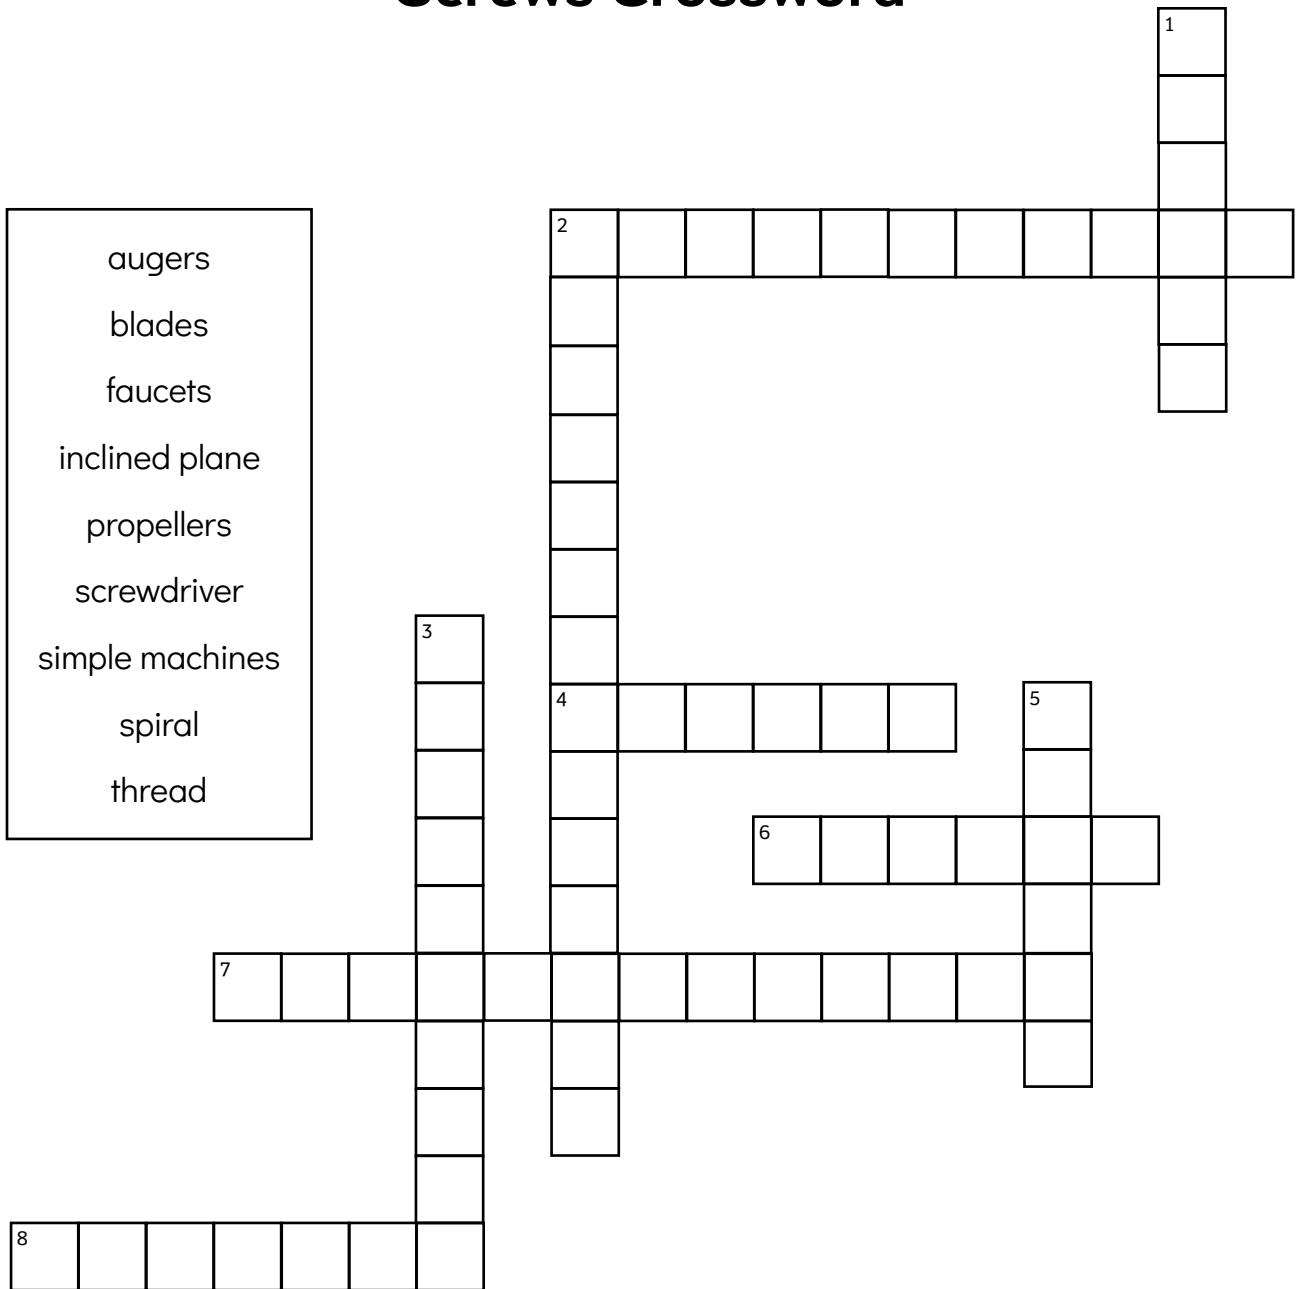 Screws Crossword
1
2
augers
blades
faucets
inclined plane
propellers
screwdriver
3
simple machines
4
5
spiral
thread
6
7
8